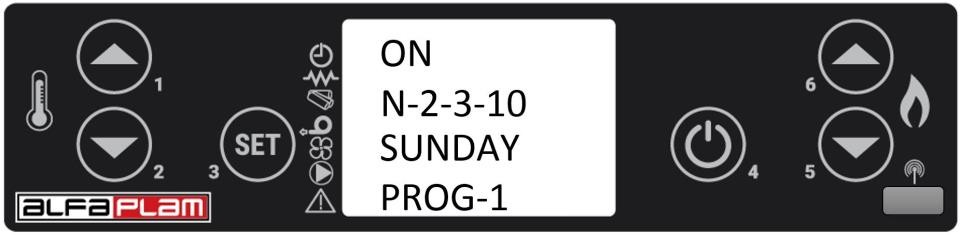 1
2
SET
3
ALFAPLAM
ON
N-2-3-10
SUNDAY
PROG-1
4
6
5